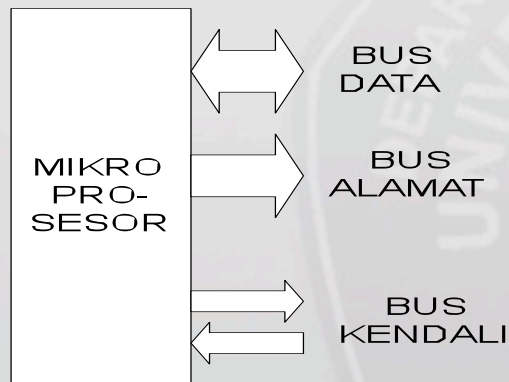 MIKRO
PRO-
SESOR
BUS
DATA
BUS
ALAMAT
BUS
KENDALI